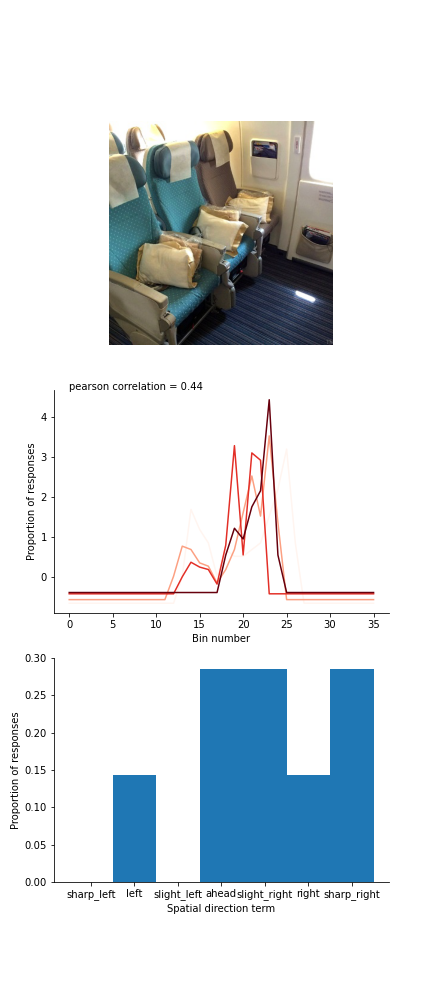 pearson correlation = 0.44
4
3
2
1
0
Proportion of responses
0 5 10 15 20 25 30 35
Bin number
0.30
0.25
0.20
0.15
0.10
0.05
0.00
Proportion of responses
sharp_left left slight_left ahead slight_right right sharp_right
Spatial direction term